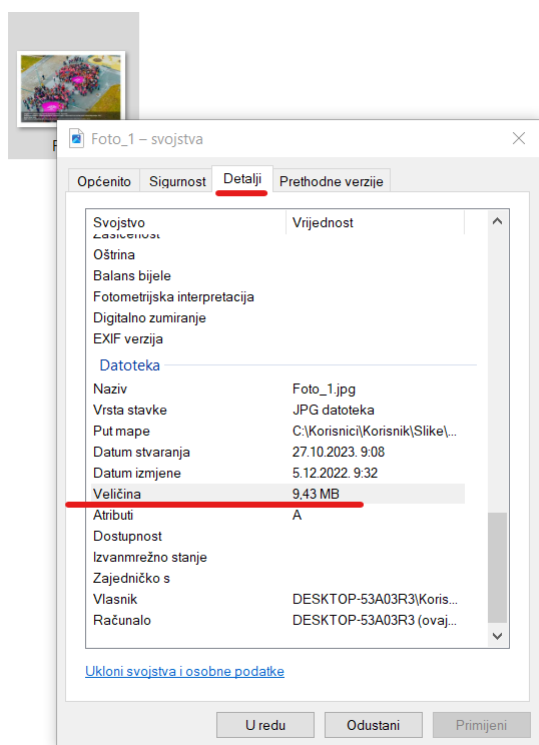 Foto_1 – svojstva
Općenito Sigurnost Detalji Prethodne verzije
Svojstvo Vrijednost
Zasićenost
Oštrina
Balans bijele
Fotometrijska interpretacija
Digitalno zumiranje
EXIF verzija
Datoteka
Naziv Foto_1.jpg
Vrsta stavke JPG datoteka
Put mape C:\Korisnici\Korisnik\Slike\...
Datum stvaranja 27.10.2023. 9:08
Datum izmjene 5.12.2022. 9:32
Veličina 9,43 MB
Atributi A
Dostupnost
Izvanmrežno stanje
Zajedničko s
Vlasnik DESKTOP-53A03R3\Koris...
Računalo DESKTOP-53A03R3 (ovaj...
Ukloni svojstva i osobne podatke
U redu Odustani Primijeni